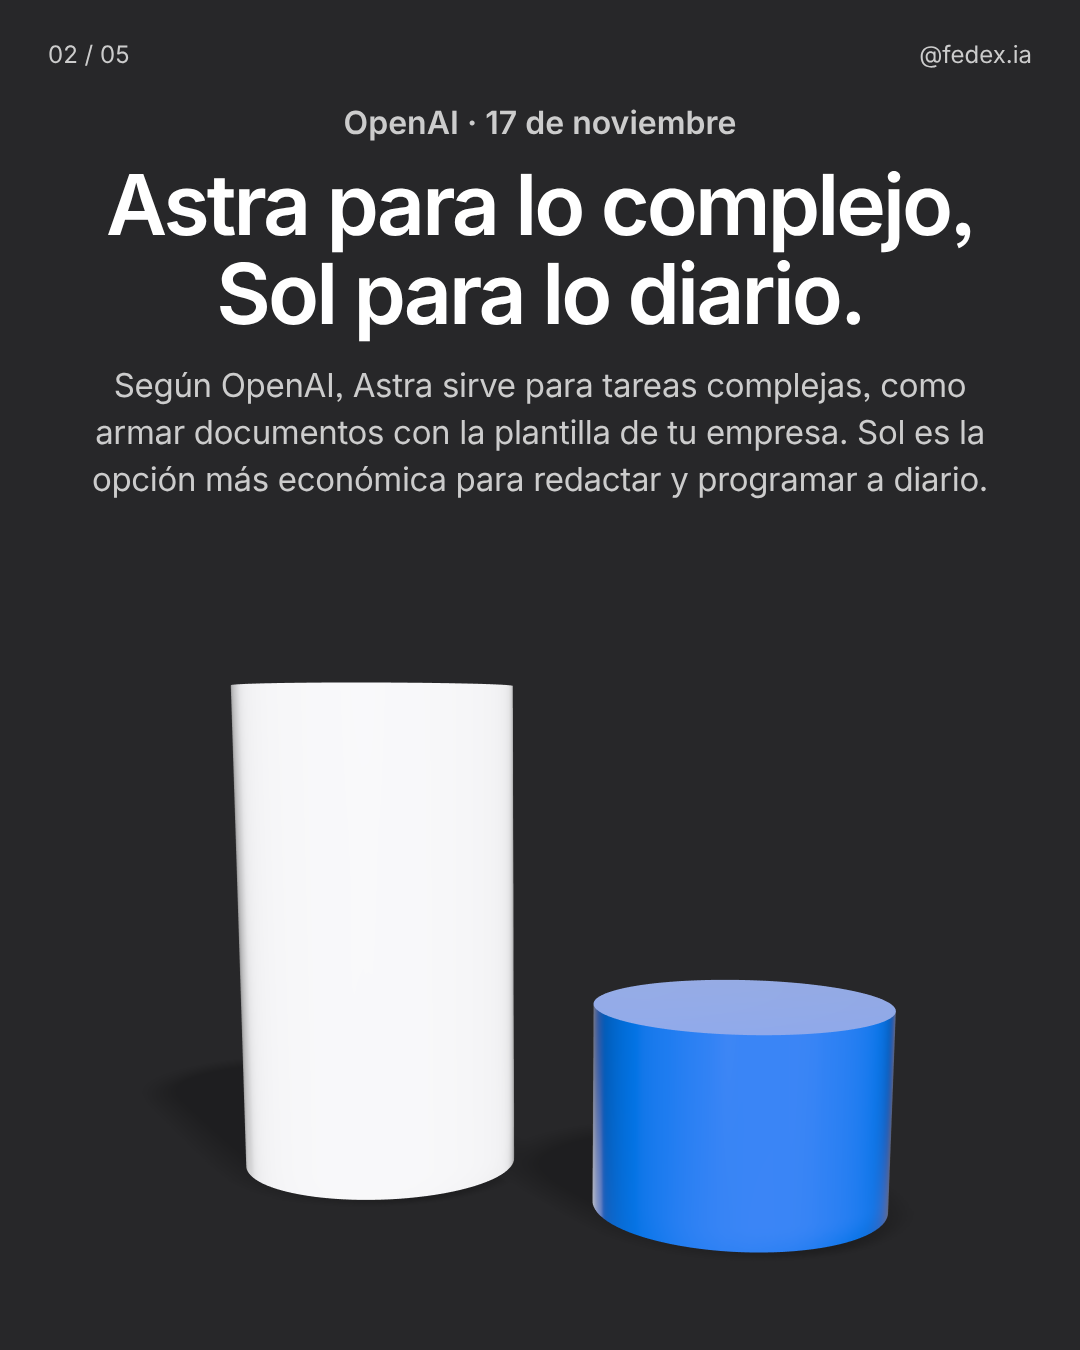 02 / 05
@fedex.ia
OpenAI · 17 de noviembre
Astra para lo complejo,
Sol para lo diario.
Según OpenAI, Astra sirve para tareas complejas, como
armar documentos con la plantilla de tu empresa. Sol es la
opción más económica para redactar y programar a diario.